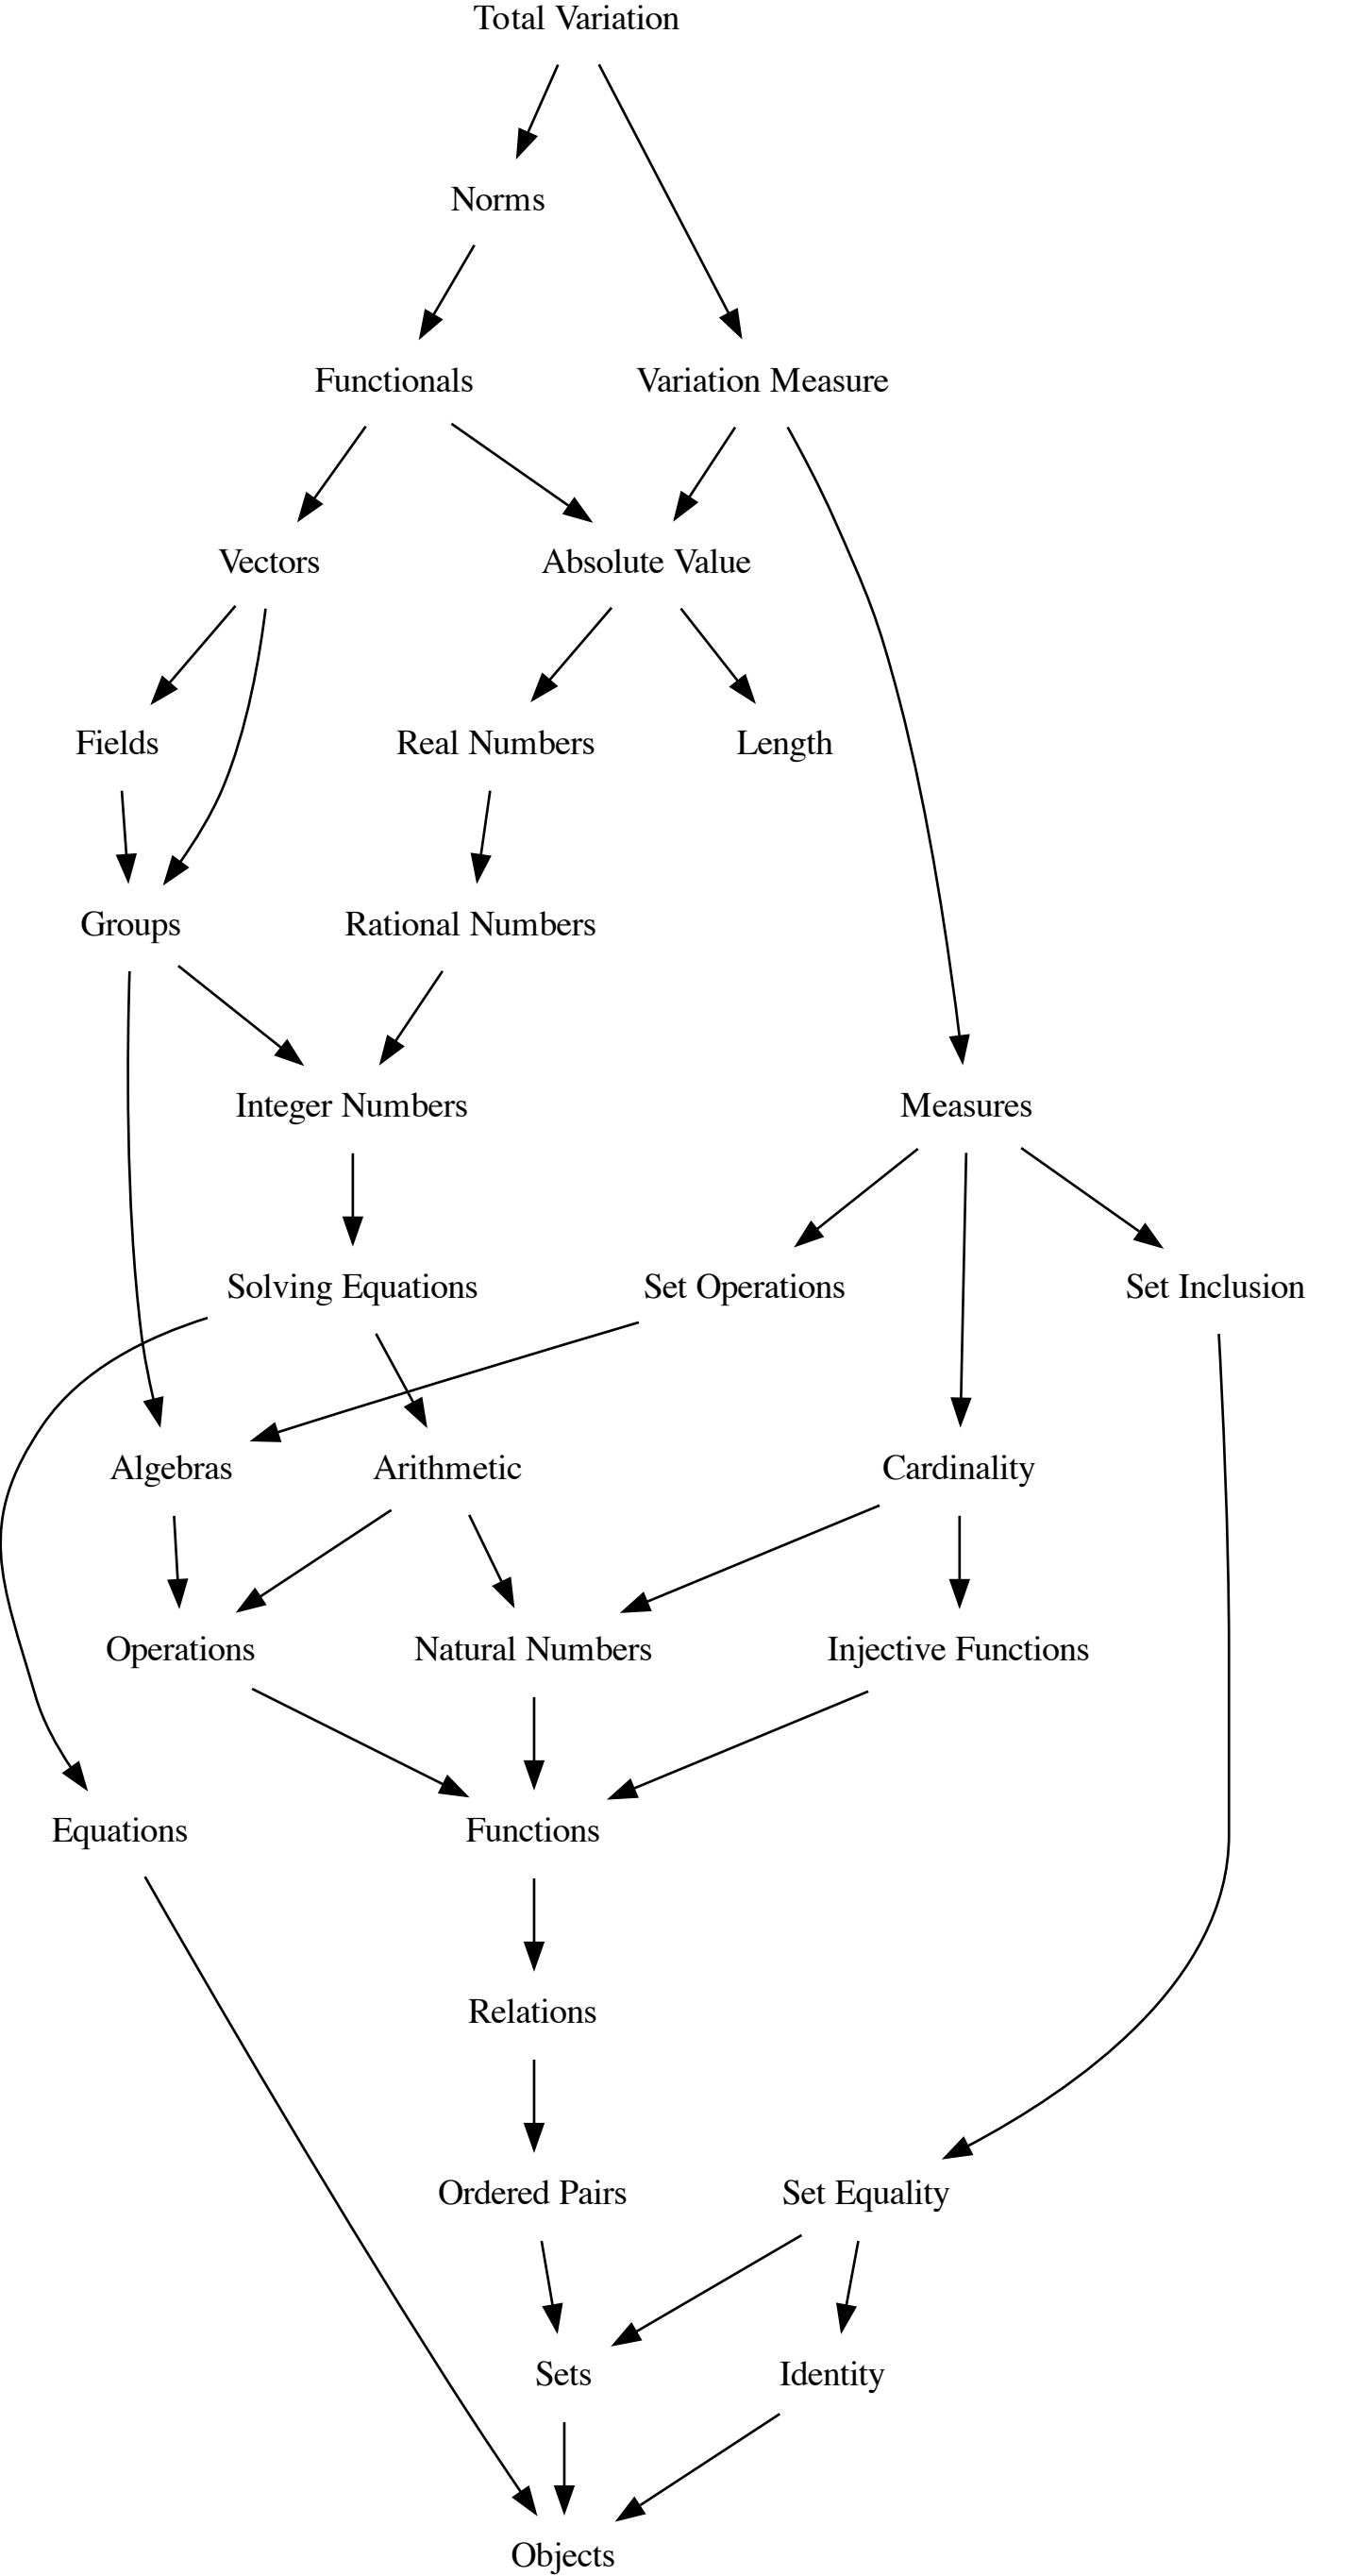 Total Variation
Norms
Functionals
Variation Measure
Vectors
Absolute Value
Fields
Real Numbers
Length
Groups
Rational Numbers
Integer Numbers
Measures
Solving Equations
Set Operations
Set Inclusion
Algebras
Arithmetic
Cardinality
Operations
Natural Numbers
Injective Functions
Equations
Functions
Relations
Ordered Pairs
Set Equality
Sets
Identity
Objects